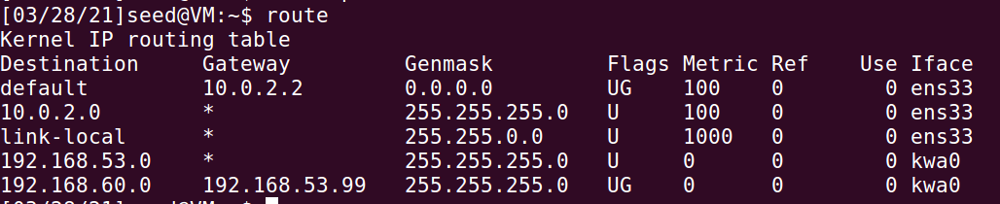 [03/28/21]seed@VM:~$ route
Kernel IP routing table
Destination Gateway Genmask Flags Metric Ref Use Iface
default 10.0.2.2 0.0.0.0 UG 100 0 0 ens33
10.0.2.0 * 255.255.255.0 U 100 0 0 ens33
link-local * 255.255.0.0 U 1000 0 0 ens33
192.168.53.0 * 255.255.255.0 U 0 0 0 kwa0
192.168.60.0 192.168.53.99 255.255.255.0 UG 0 0 0 kwa0
[03/28/21]seed@VM:~$